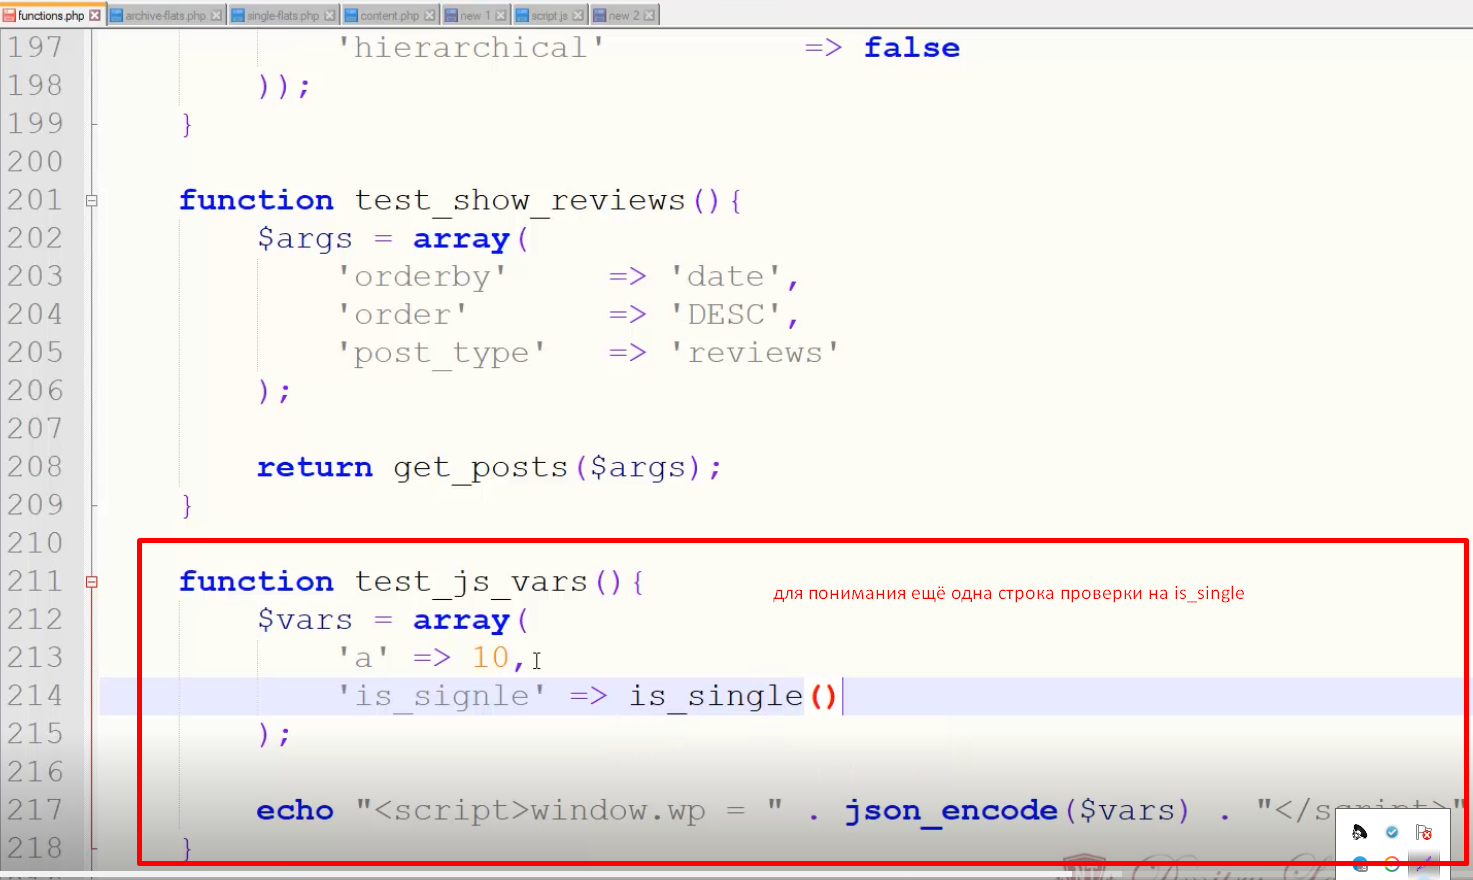 functions.php archive-flats.php single-flats.php content.php new 1 script.js new 2
197 'hierarchical' => false
198 ));
199 }
200
201 function test_show_reviews(){
202 $args = array(
203 'orderby' => 'date',
204 'order' => 'DESC',
205 'post_type' => 'reviews'
206 );
207
208 return get_posts($args);
209 }
210
211 function test_js_vars(){
для понимания ещё одна строка проверки на is_single
212 $vars = array(
213 'a' => 10,
214 'is_signle' => is_single()
215 );
216
217 echo "<script>window.wp = " . json_encode($vars) . "</script>"
218 }